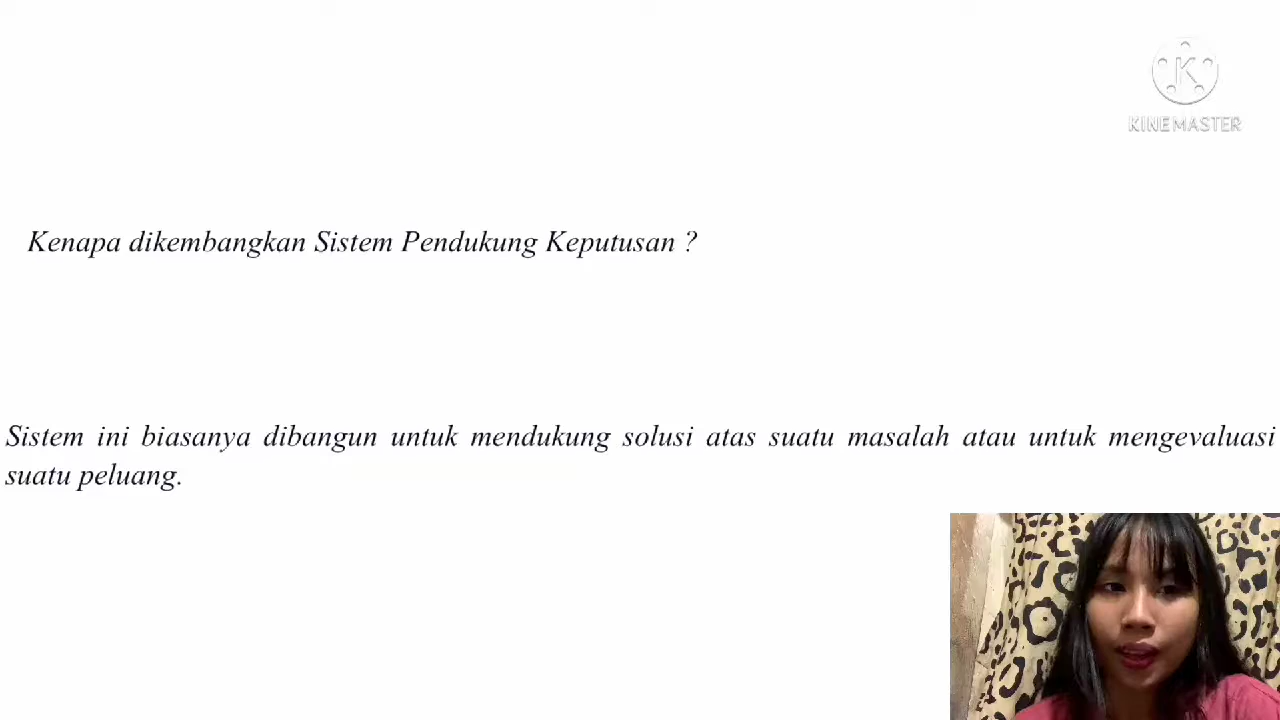 KINEMASTER
Kenapa dikembangkan Sistem Pendukung Keputusan ?
Sistem ini biasanya dibangun untuk mendukung solusi atas suatu masalah atau untuk mengevaluasi
suatu peluang.